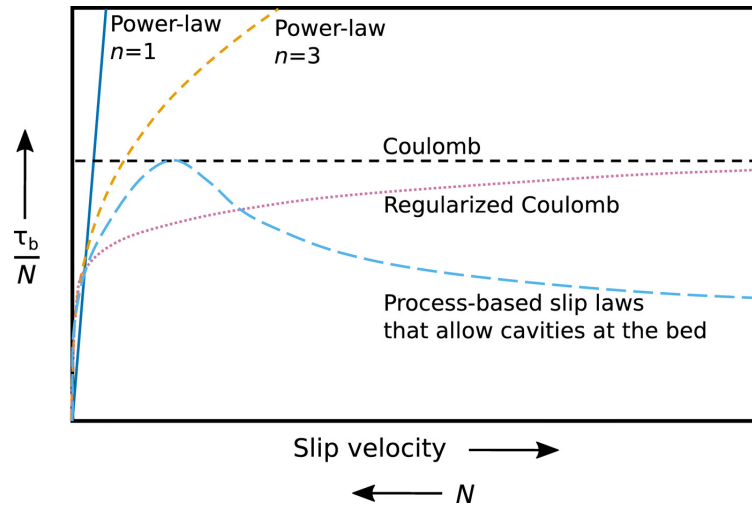 Power-law
n=1
Power-law
n=3
Coulomb
Regularized Coulomb
Process-based slip laws
that allow cavities at the bed
τb
N
Slip velocity
N